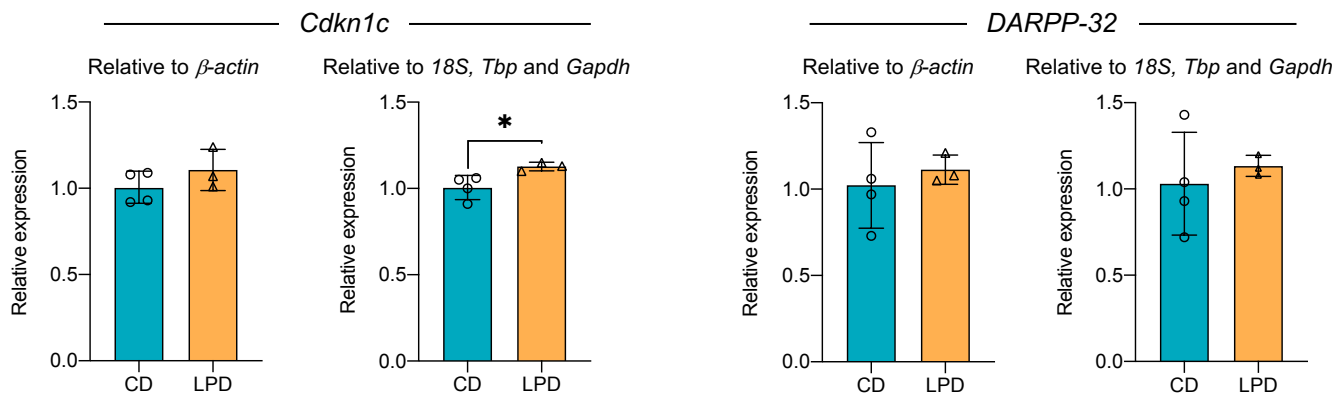 Cdkn1c
DARPP-32
Relative to β-actin
Relative to 18S, Tbp and Gapdh
Relative to β-actin
Relative to 18S, Tbp and Gapdh
Relative expression
1.5
1.0
0.5
0.0
CD
LPD
Relative expression
1.5
1.0
0.5
0.0
*
CD
LPD
Relative expression
1.5
1.0
0.5
0.0
CD
LPD
Relative expression
1.5
1.0
0.5
0.0
CD
LPD